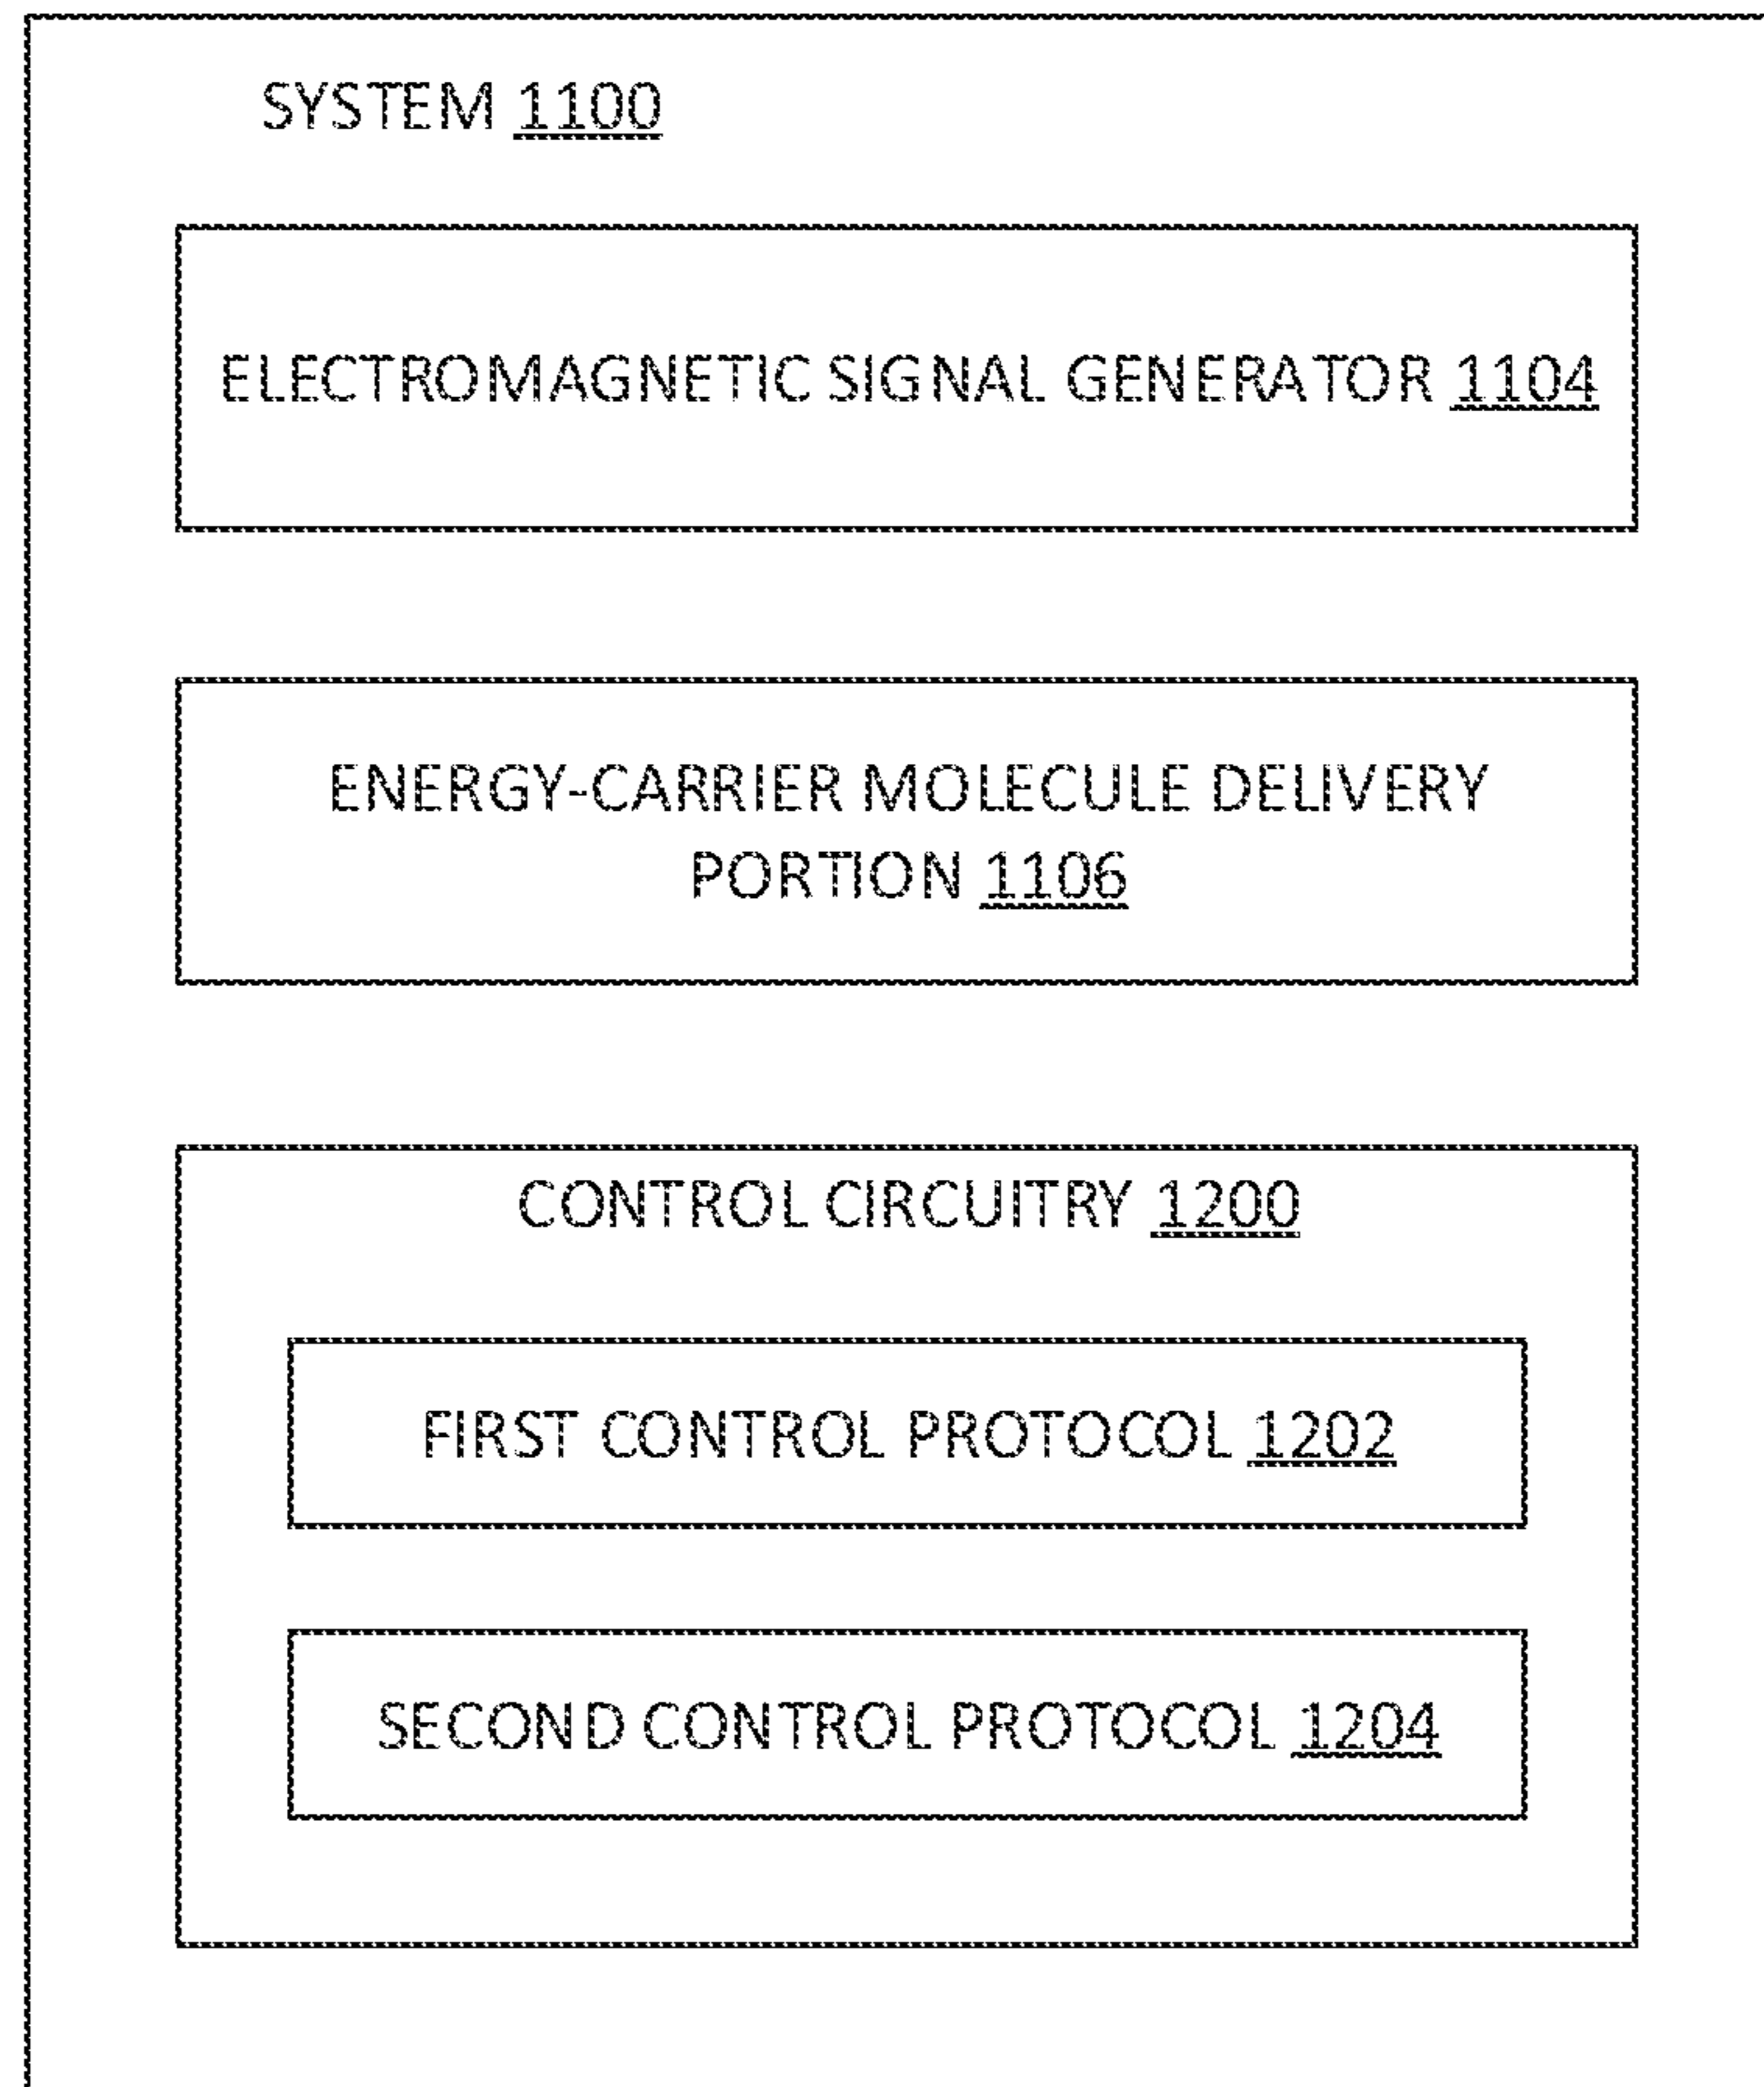 SYSTEM 1100
ELECTROMAGNETIC SIGNAL GENERATOR 1104
ENERGY-CARRIER MOLECULE DELIVERY
PORTION 1106
CONTROL CIRCUITRY 1200
FIRST CONTROL PROTOCOL 1202
SECOND CONTROL PROTOCOL 1204